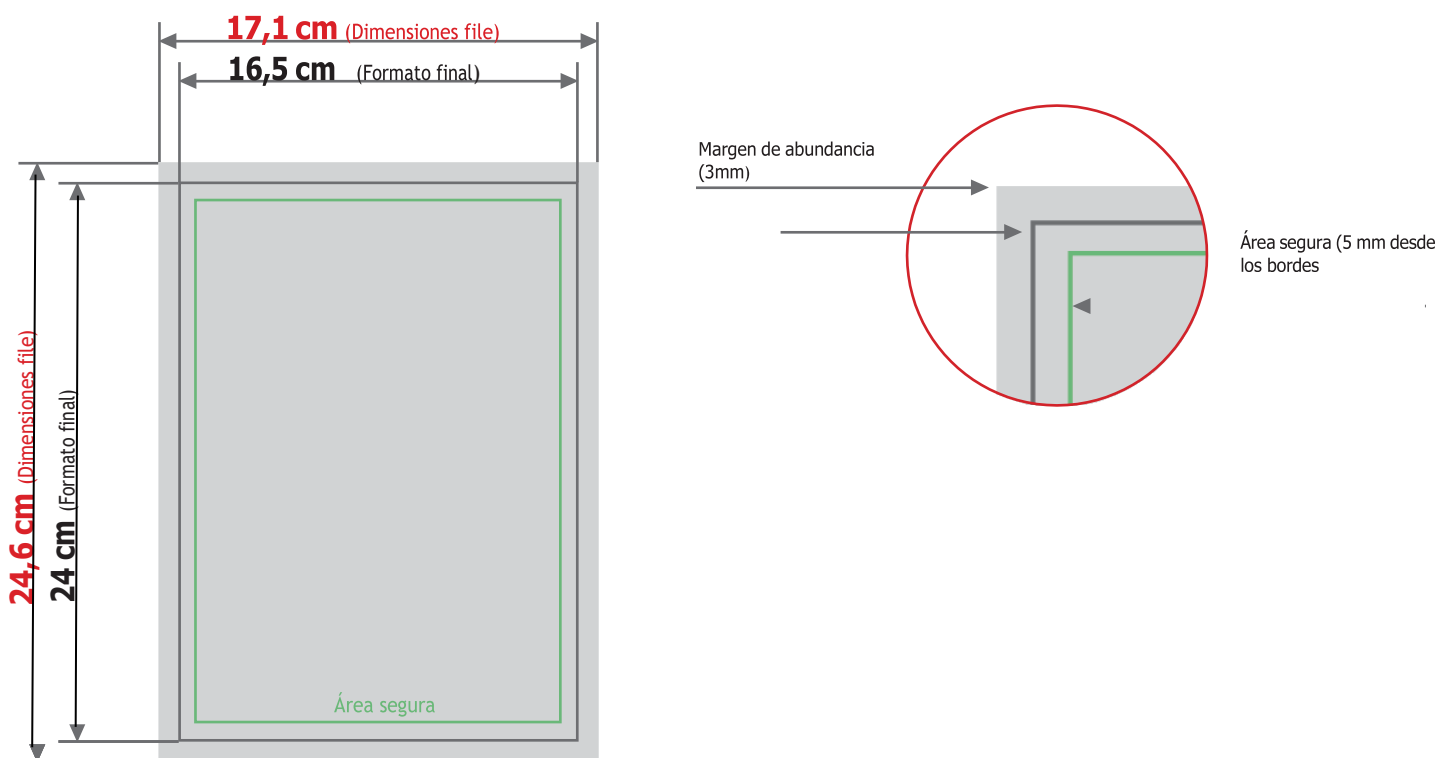 17,1 cm (Dimensiones file)
16,5 cm (Formato final)
24,6 cm (Dimensiones file)
24 cm (Formato final)
Área segura
Margen de abundancia
(3mm)
Área segura (5 mm desde
los bordes